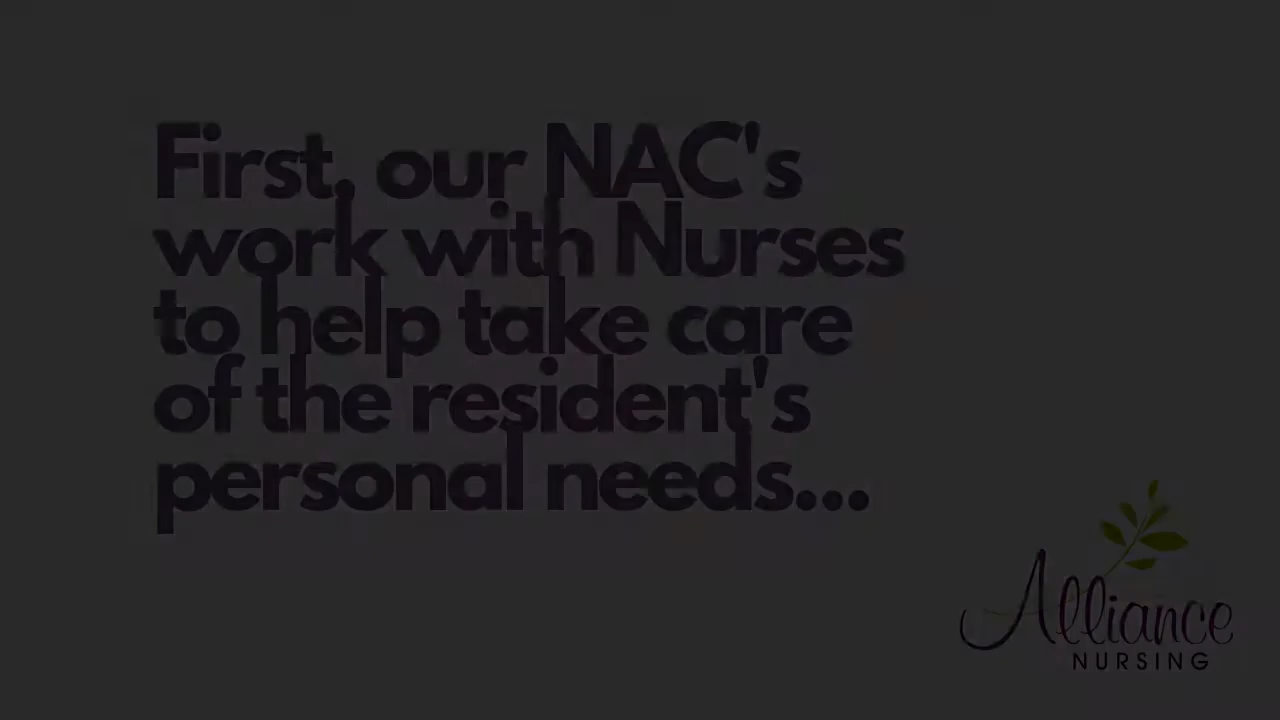 First, our NAC's
work with Nurses
to help take care
of the resident's
personal needs...
Alliance
NURSING